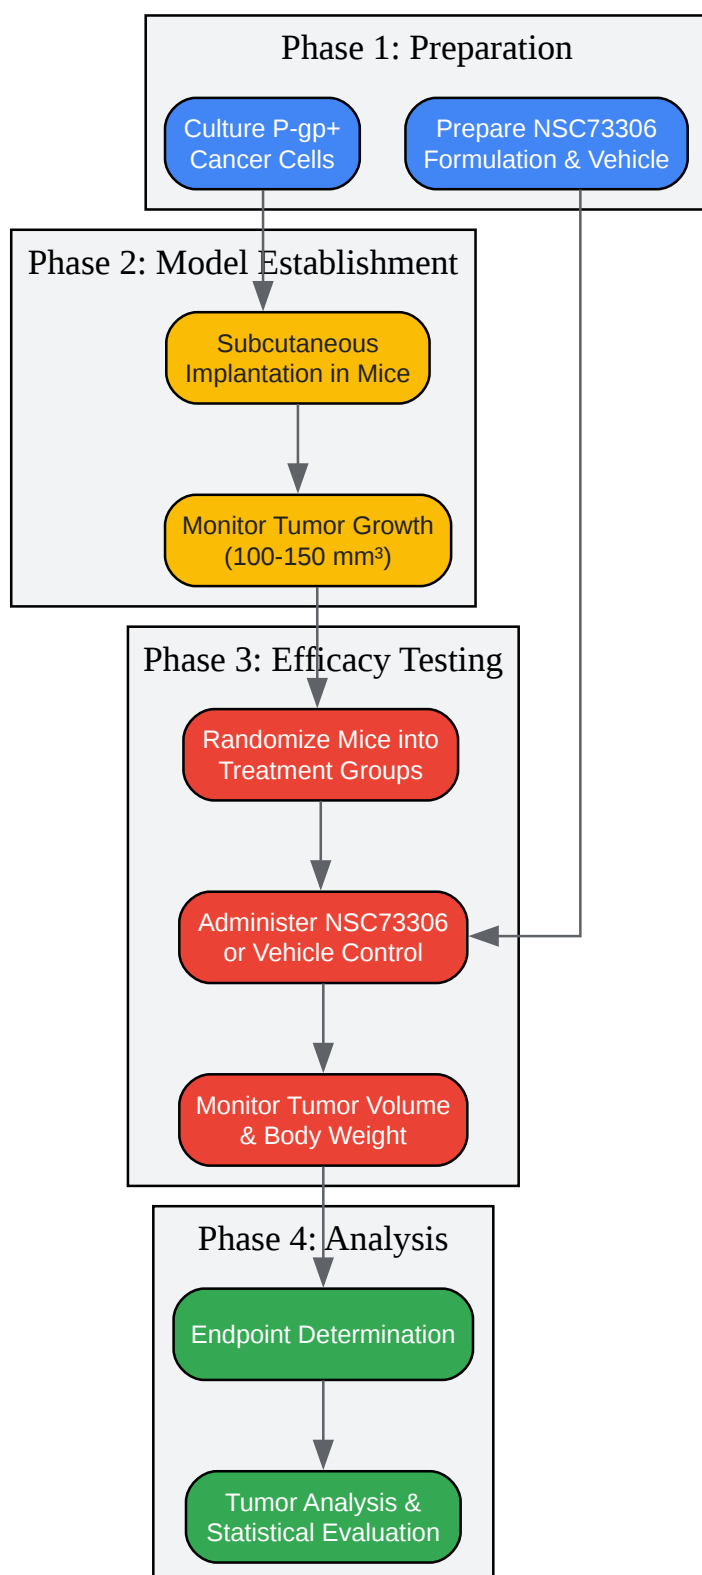 Phase 1: Preparation
Culture P-gp+
Cancer Cells
Prepare NSC73306
Formulation & Vehicle
Phase 2: Model Establishment
Subcutaneous
Implantation in Mice
Monitor Tumor Growth
(100-150 mm³)
Phase 3: Efficacy Testing
Randomize Mice into
Treatment Groups
Administer NSC73306
or Vehicle Control
Monitor Tumor Volume
& Body Weight
Phase 4: Analysis
Endpoint Determination
Tumor Analysis &
Statistical Evaluation